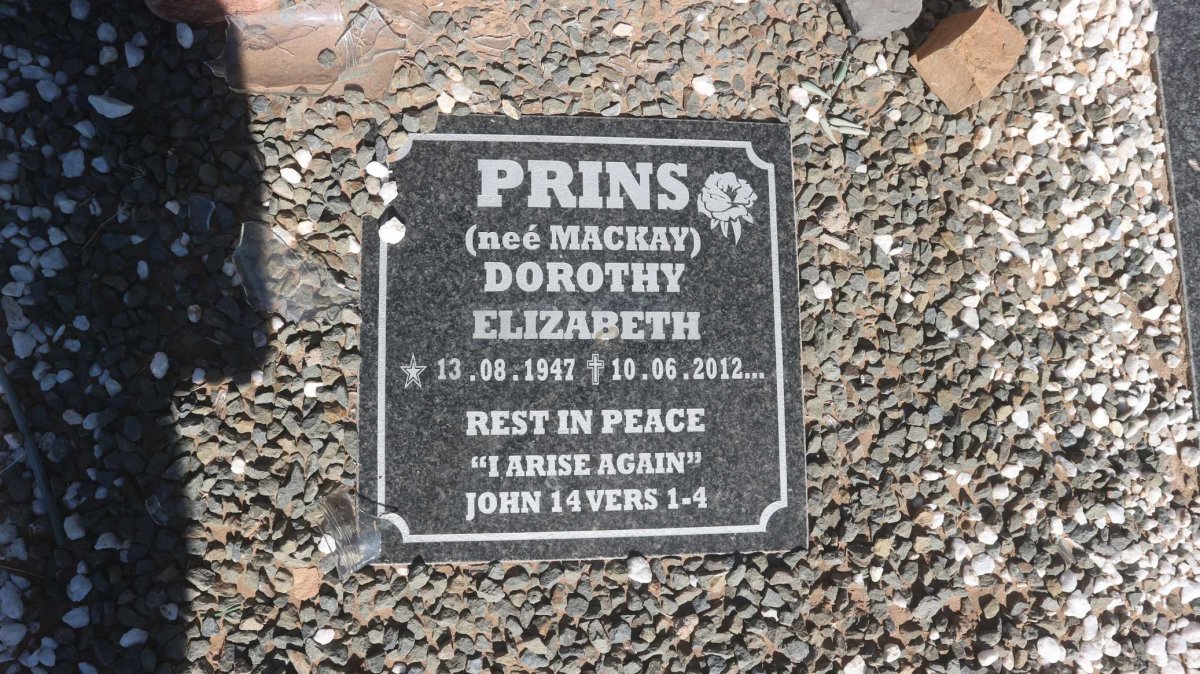 PRINS
(neé MACKAY)
DOROTHY
ELIZABETH
13.08.1947 10.06.2012...
REST IN PEACE
“I ARISE AGAIN”
JOHN 14 VERS 1-4